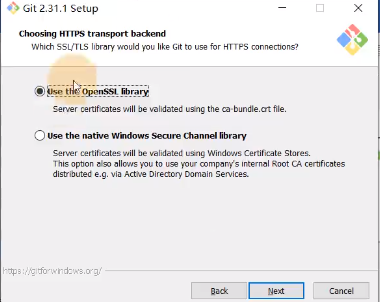 Git 2.31.1 Setup
Choosing HTTPS transport backend
Which SSL/TLS library would you like Git to use for HTTPS connections?
Use the OpenSSL library
Server certificates will be validated using the ca-bundle.crt file.
Use the native Windows Secure Channel library
Server certificates will be validated using Windows Certificate Stores.
This option also allows you to use your company's internal Root CA certificates
distributed e.g. via Active Directory Domain Services.
https://gitforwindows.org/
Back Next Cancel